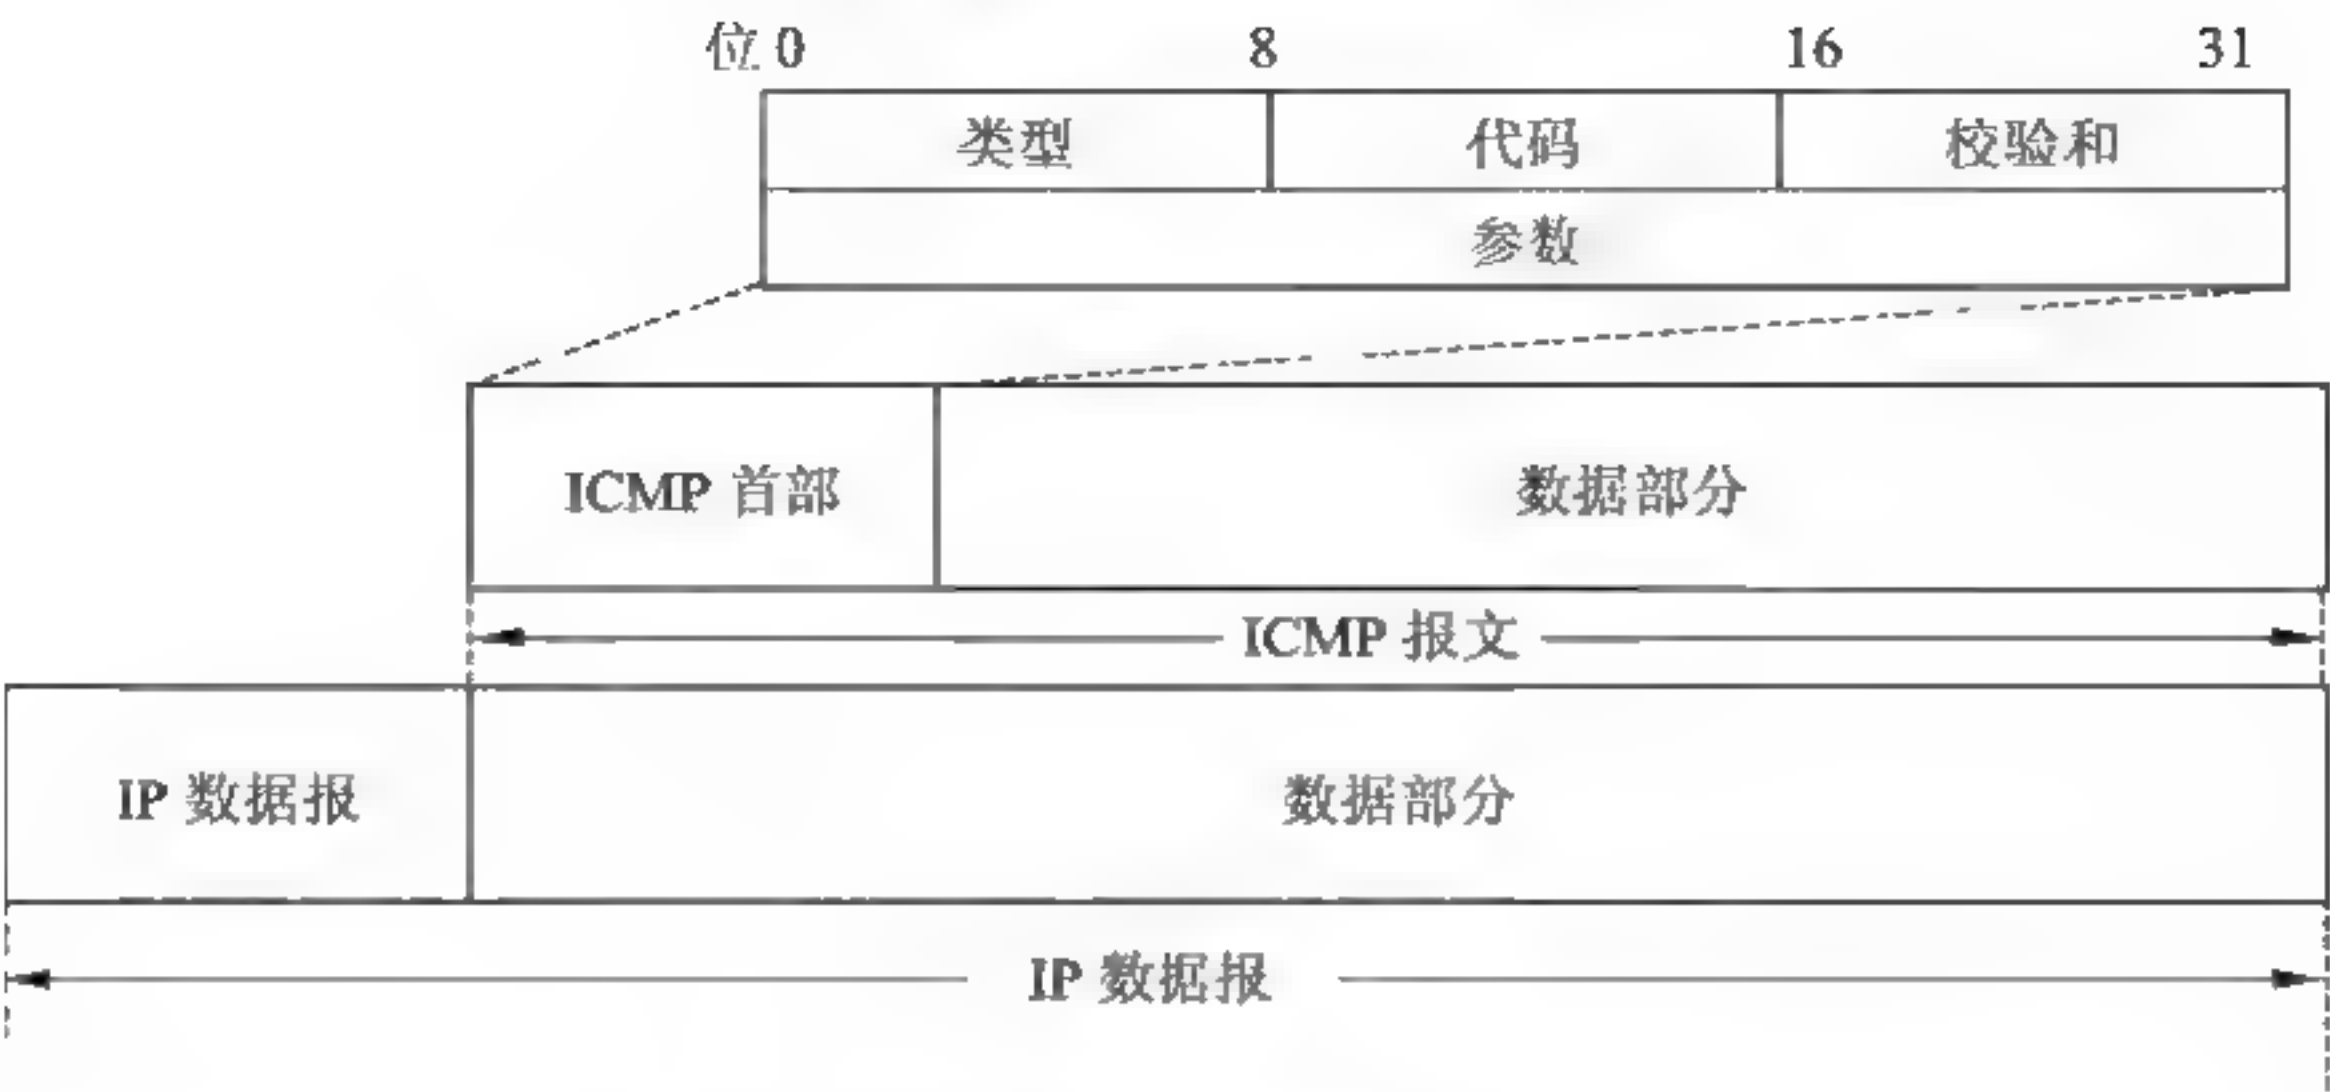 位 0 8 16 31
类型 代码 校验和
参数
ICMP 首部 数据部分
ICMP 报文
IP 数据报 数据部分
IP 数据报